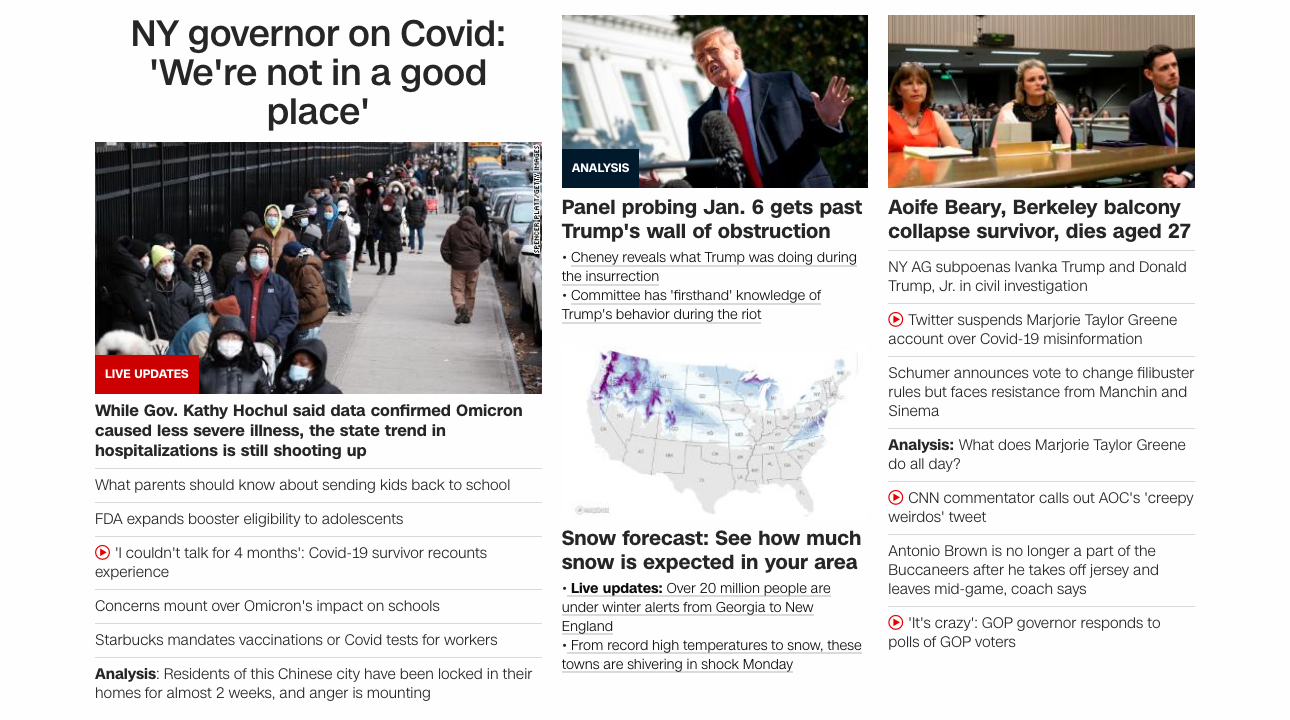 NY governor on Covid:
'We're not in a good
place'
SPENCER PLATT/GETTY IMAGES
LIVE UPDATES
While Gov. Kathy Hochul said data confirmed Omicron
caused less severe illness, the state trend in
hospitalizations is still shooting up
What parents should know about sending kids back to school
FDA expands booster eligibility to adolescents
'I couldn't talk for 4 months': Covid-19 survivor recounts
experience
Concerns mount over Omicron's impact on schools
Starbucks mandates vaccinations or Covid tests for workers
Analysis: Residents of this Chinese city have been locked in their
homes for almost 2 weeks, and anger is mounting
ANALYSIS
Panel probing Jan. 6 gets past
Trump's wall of obstruction
• Cheney reveals what Trump was doing during
the insurrection
• Committee has 'firsthand' knowledge of
Trump's behavior during the riot
Snow forecast: See how much
snow is expected in your area
• Live updates: Over 20 million people are
under winter alerts from Georgia to New
England
• From record high temperatures to snow, these
towns are shivering in shock Monday
Aoife Beary, Berkeley balcony
collapse survivor, dies aged 27
NY AG subpoenas Ivanka Trump and Donald
Trump, Jr. in civil investigation
Twitter suspends Marjorie Taylor Greene
account over Covid-19 misinformation
Schumer announces vote to change filibuster
rules but faces resistance from Manchin and
Sinema
Analysis: What does Marjorie Taylor Greene
do all day?
CNN commentator calls out AOC's 'creepy
weirdos' tweet
Antonio Brown is no longer a part of the
Buccaneers after he takes off jersey and
leaves mid-game, coach says
'It's crazy': GOP governor responds to
polls of GOP voters